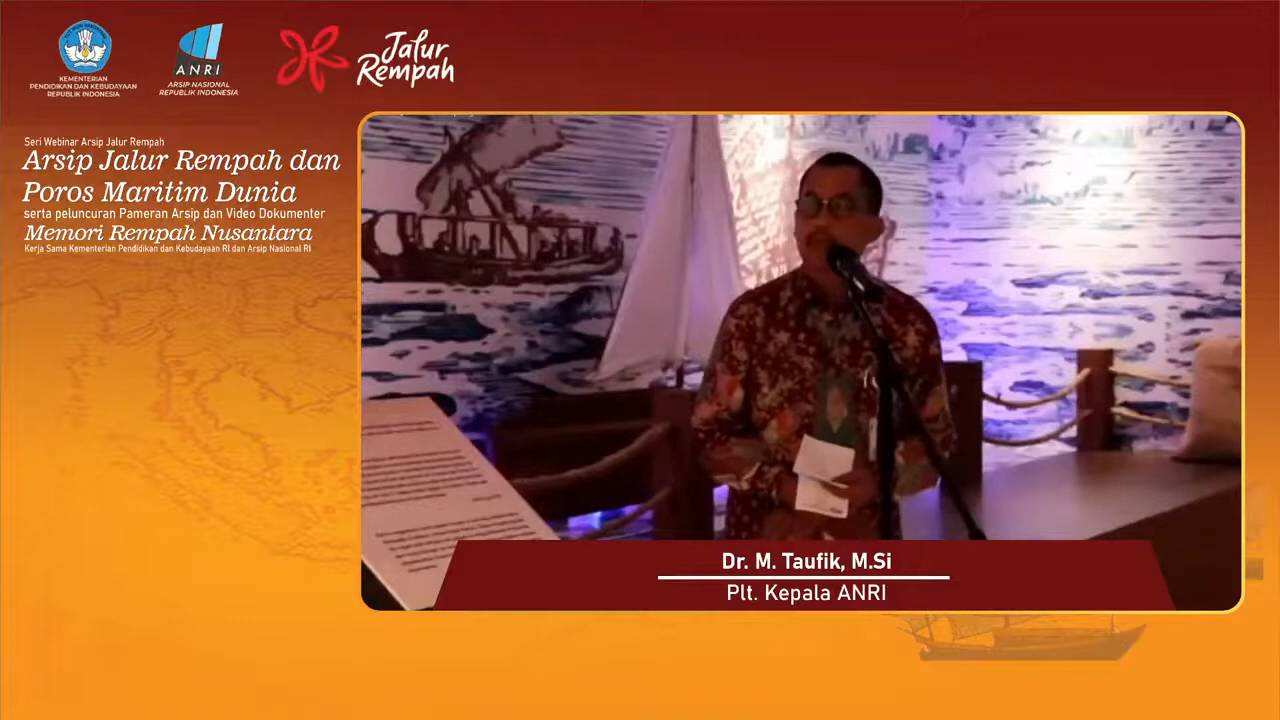 KEMENTERIAN
PENDIDIKAN DAN KEBUDAYAAN
REPUBLIK INDONESIA
ANRI
ARSIP NASIONAL
REPUBLIK INDONESIA
Jalur
Rempah
Seri Webinar Arsip Jalur Rempah
Arsip Jalur Rempah dan
Poros Maritim Dunia
serta peluncuran Pameran Arsip dan Video Dokumenter
Memori Rempah Nusantara
Kerja Sama Kementerian Pendidikan dan Kebudayaan RI dan Arsip Nasional RI
Dr. M. Taufik, M.Si
Plt. Kepala ANRI